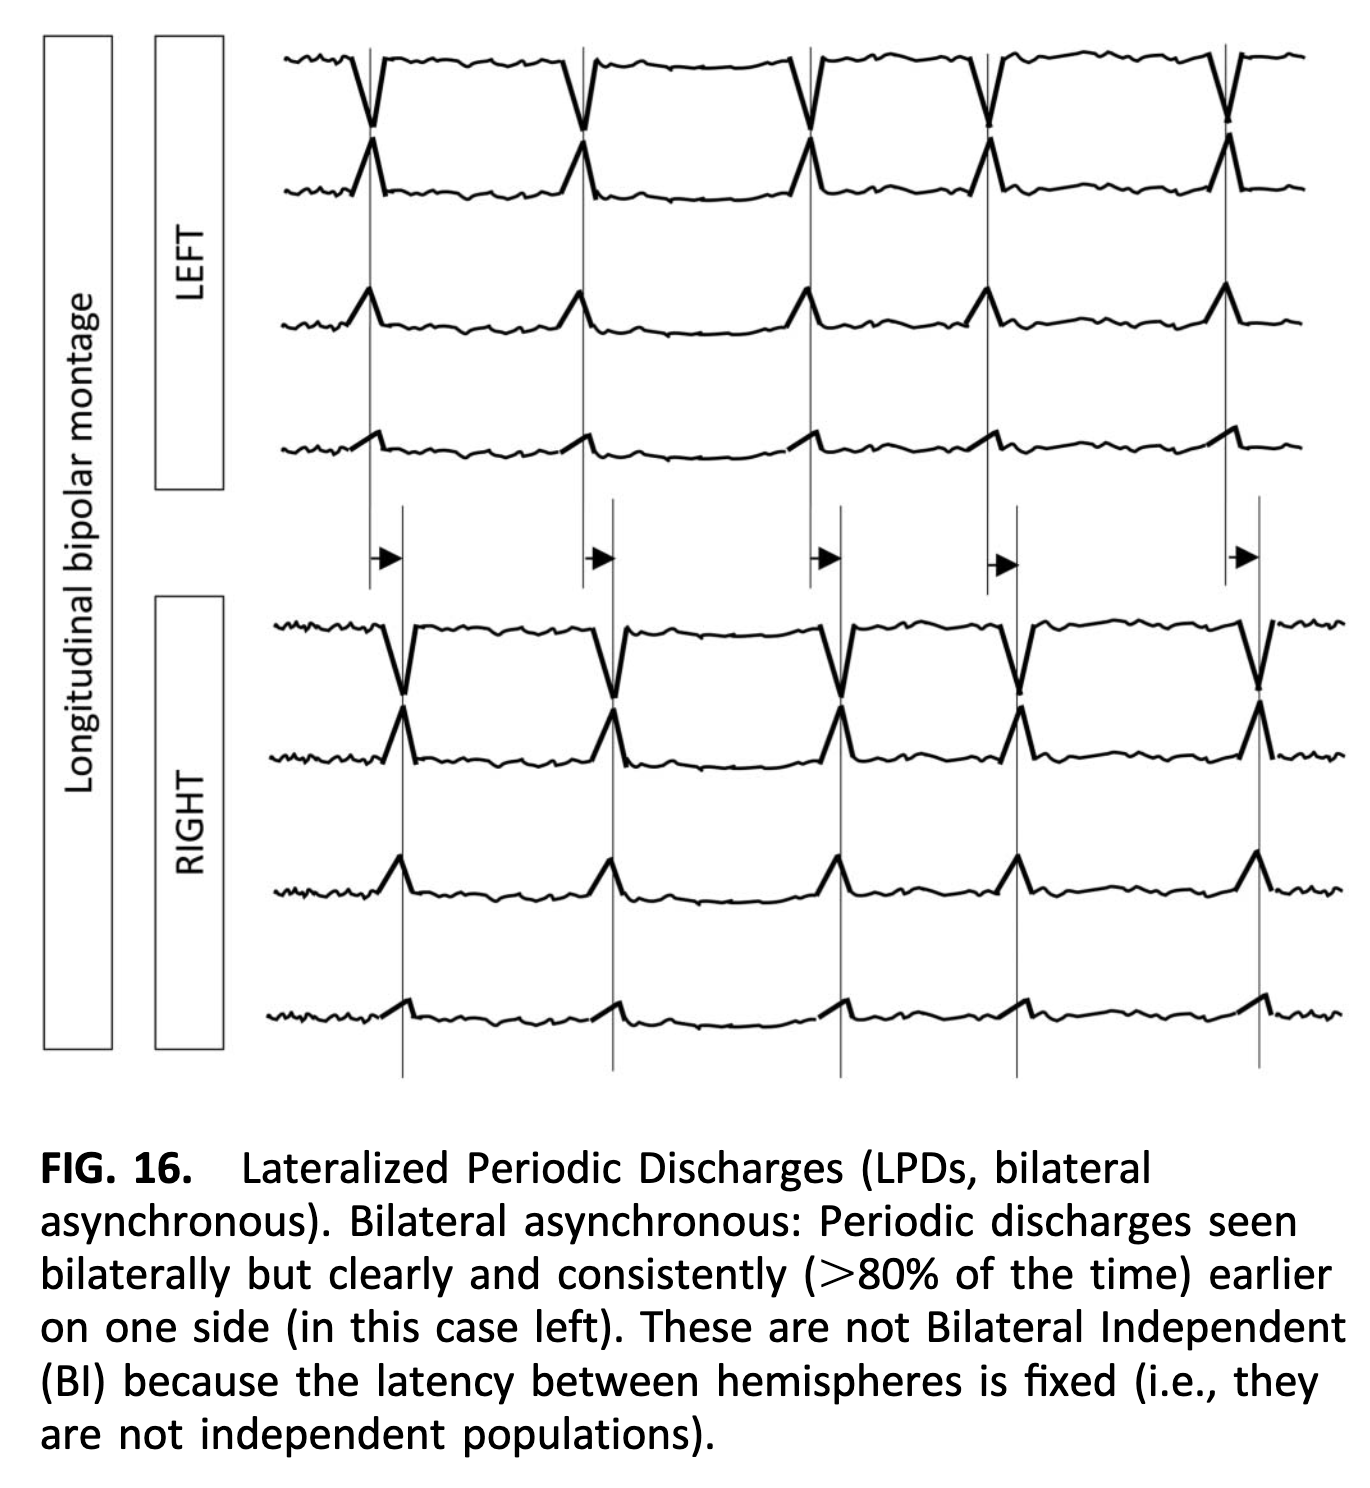 Longitudinal bipolar montage
LEFT
RIGHT
FIG. 16. Lateralized Periodic Discharges (LPDs, bilateral
asynchronous). Bilateral asynchronous: Periodic discharges seen
bilaterally but clearly and consistently (>80% of the time) earlier
on one side (in this case left). These are not Bilateral Independent
(BI) because the latency between hemispheres is fixed (i.e., they
are not independent populations).